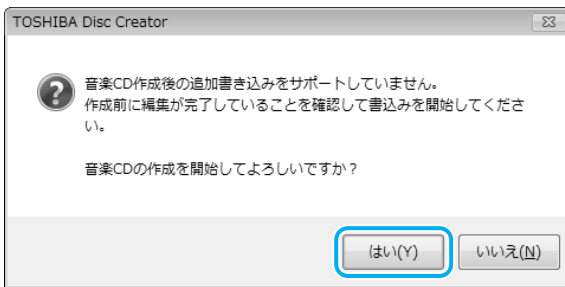 TOSHIBA Disc Creator
音楽CD作成後の追加書き込みをサポートしていません。
作成前に編集が完了していることを確認して書込みを開始してくださ
い。
音楽CDの作成を開始してよろしいですか？
はい(Y)
いいえ(N)